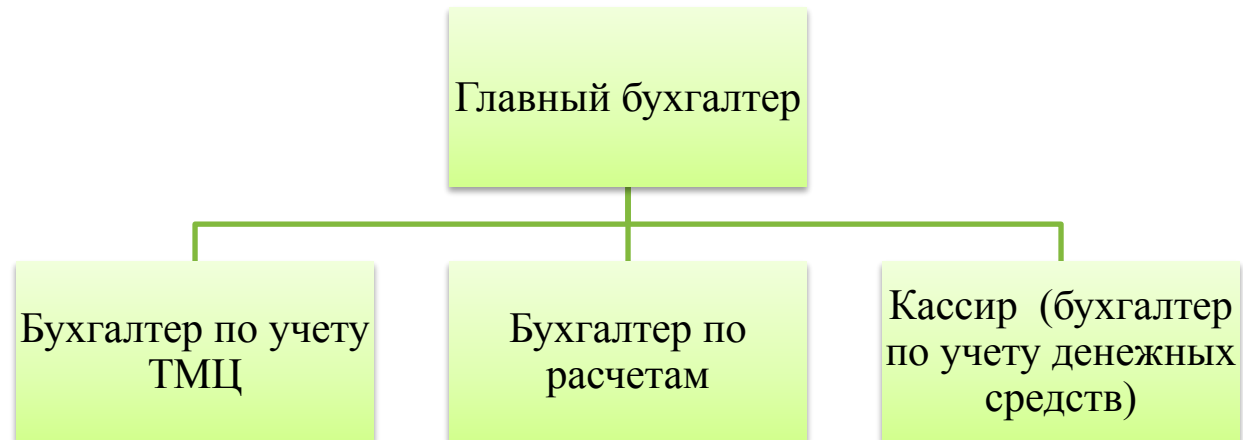 Главный бухгалтер
Бухгалтер по учету
ТМЦ
Бухгалтер по
расчетам
Кассир (бухгалтер
по учету денежных
средств)